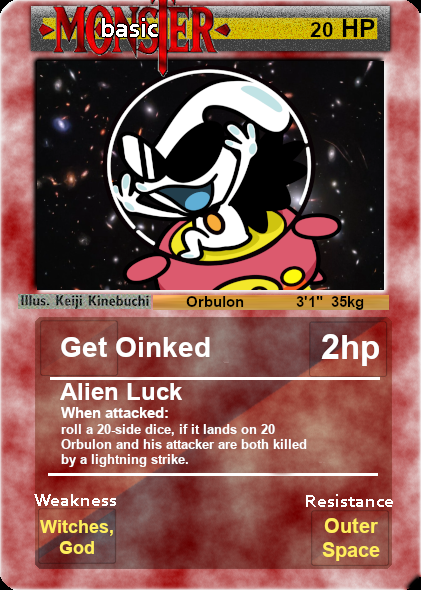 MONSTER
basic
20 HP
Illus. Keiji Kinebuchi Orbulon 3'1" 35kg
Get Oinked 2hp
Alien Luck
When attacked:
roll a 20-side dice, if it lands on 20
Orbulon and his attacker are both killed
by a lightning strike.
Weakness Resistance
Witches, Outer
God Space